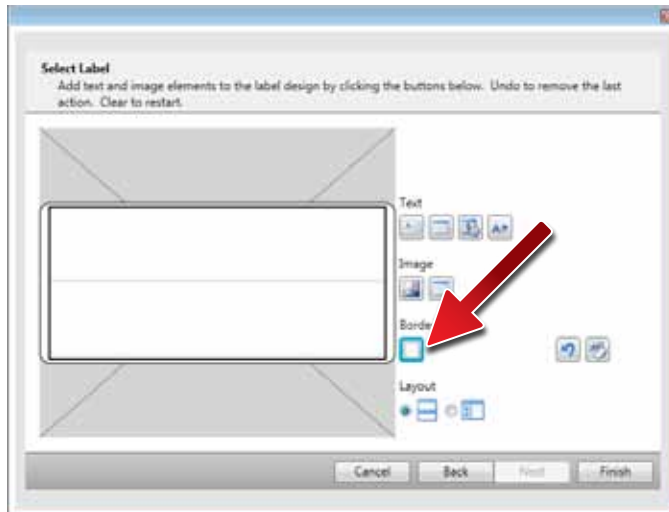 Select Label
Add text and image elements to the label design by clicking the buttons below. Undo to remove the last
action. Clear to restart.
Text
Image
Borde
Layout
Cancel Back Next Finish